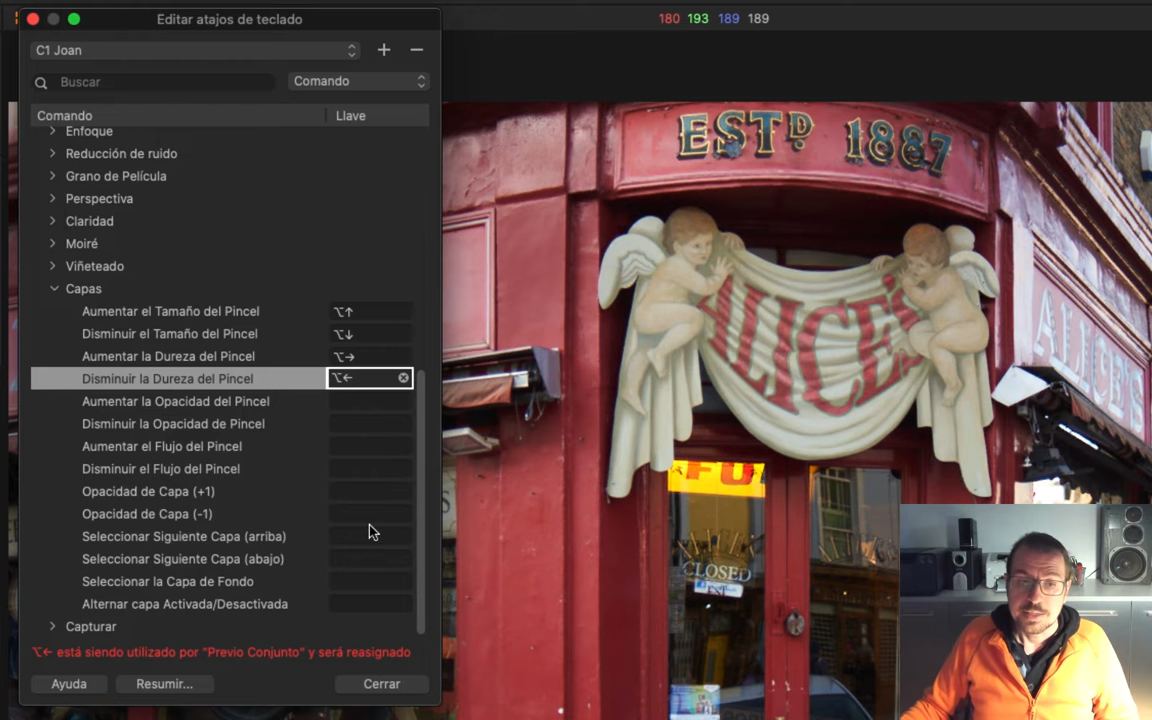 Editar atajos de teclado
180 193 189 189
C1 Joan
Buscar
Comando
Comando Llave
Enfoque
Reducción de ruido
Grano de Película
Perspectiva
Claridad
Moiré
Viñeteado
Capas
Aumentar el Tamaño del Pincel ⌥↑
Disminuir el Tamaño del Pincel ⌥↓
Aumentar la Dureza del Pincel ⌥→
Disminuir la Dureza del Pincel ⌥←
Aumentar la Opacidad del Pincel
Disminuir la Opacidad de Pincel
Aumentar el Flujo del Pincel
Disminuir el Flujo del Pincel
Opacidad de Capa (+1)
Opacidad de Capa (-1)
Seleccionar Siguiente Capa (arriba)
Seleccionar Siguiente Capa (abajo)
Seleccionar la Capa de Fondo
Alternar capa Activada/Desactivada
Capturar
⌥← está siendo utilizado por "Previo Conjunto" y será reasignado
Ayuda
Resumir...
Cerrar
ESTD 1887
ALICE'S
ALICE'S
FU
CLOSED